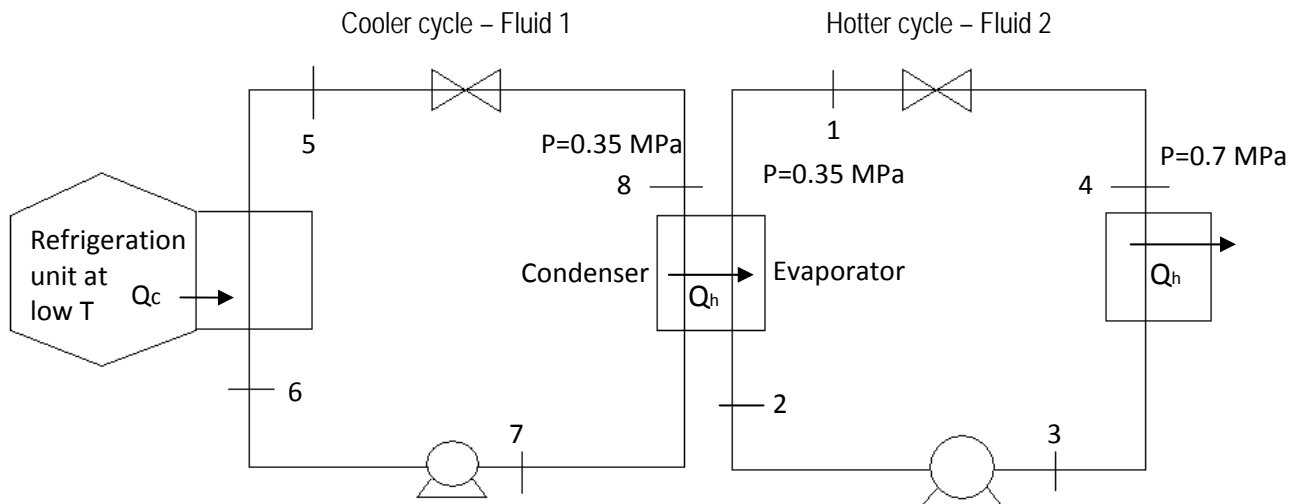 Cooler cycle – Fluid 1
Hotter cycle – Fluid 2
5
1
P=0.35 MPa
P=0.7 MPa
P=0.35 MPa
8
4
Refrigeration
unit at
low T
Qc
Condenser
Evaporator
Qh
Qh
6
2
7
3